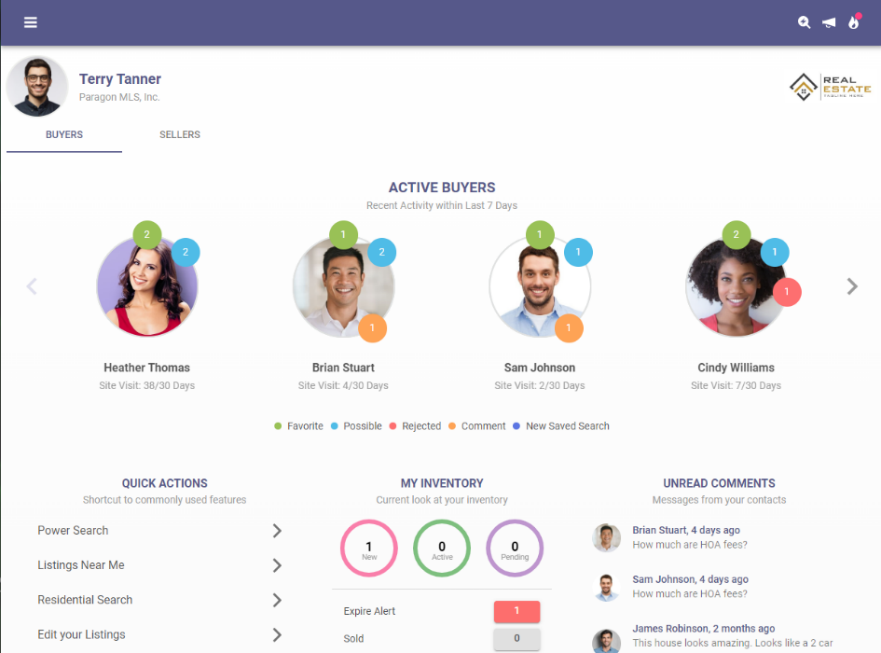 Terry Tanner
Paragon MLS, Inc.
REAL
ESTATE
BUYERS
SELLERS
ACTIVE BUYERS
Recent Activity within Last 7 Days
2
2
1
2
1
1
1
1
2
1
1
Heather Thomas
Brian Stuart
Sam Johnson
Cindy Williams
Site Visit: 38/30 Days
Site Visit: 4/30 Days
Site Visit: 2/30 Days
Site Visit: 7/30 Days
Favorite Possible Rejected Comment New Saved Search
QUICK ACTIONS
Shortcut to commonly used features
Power Search
Listings Near Me
Residential Search
Edit your Listings
MY INVENTORY
Current look at your inventory
1
New
0
Active
0
Pending
Expire Alert 1
Sold 0
UNREAD COMMENTS
Messages from your contacts
Brian Stuart, 4 days ago
How much are HOA fees?
Sam Johnson, 4 days ago
How much are HOA fees?
James Robinson, 2 months ago
This house looks amazing. Looks like a 2 car